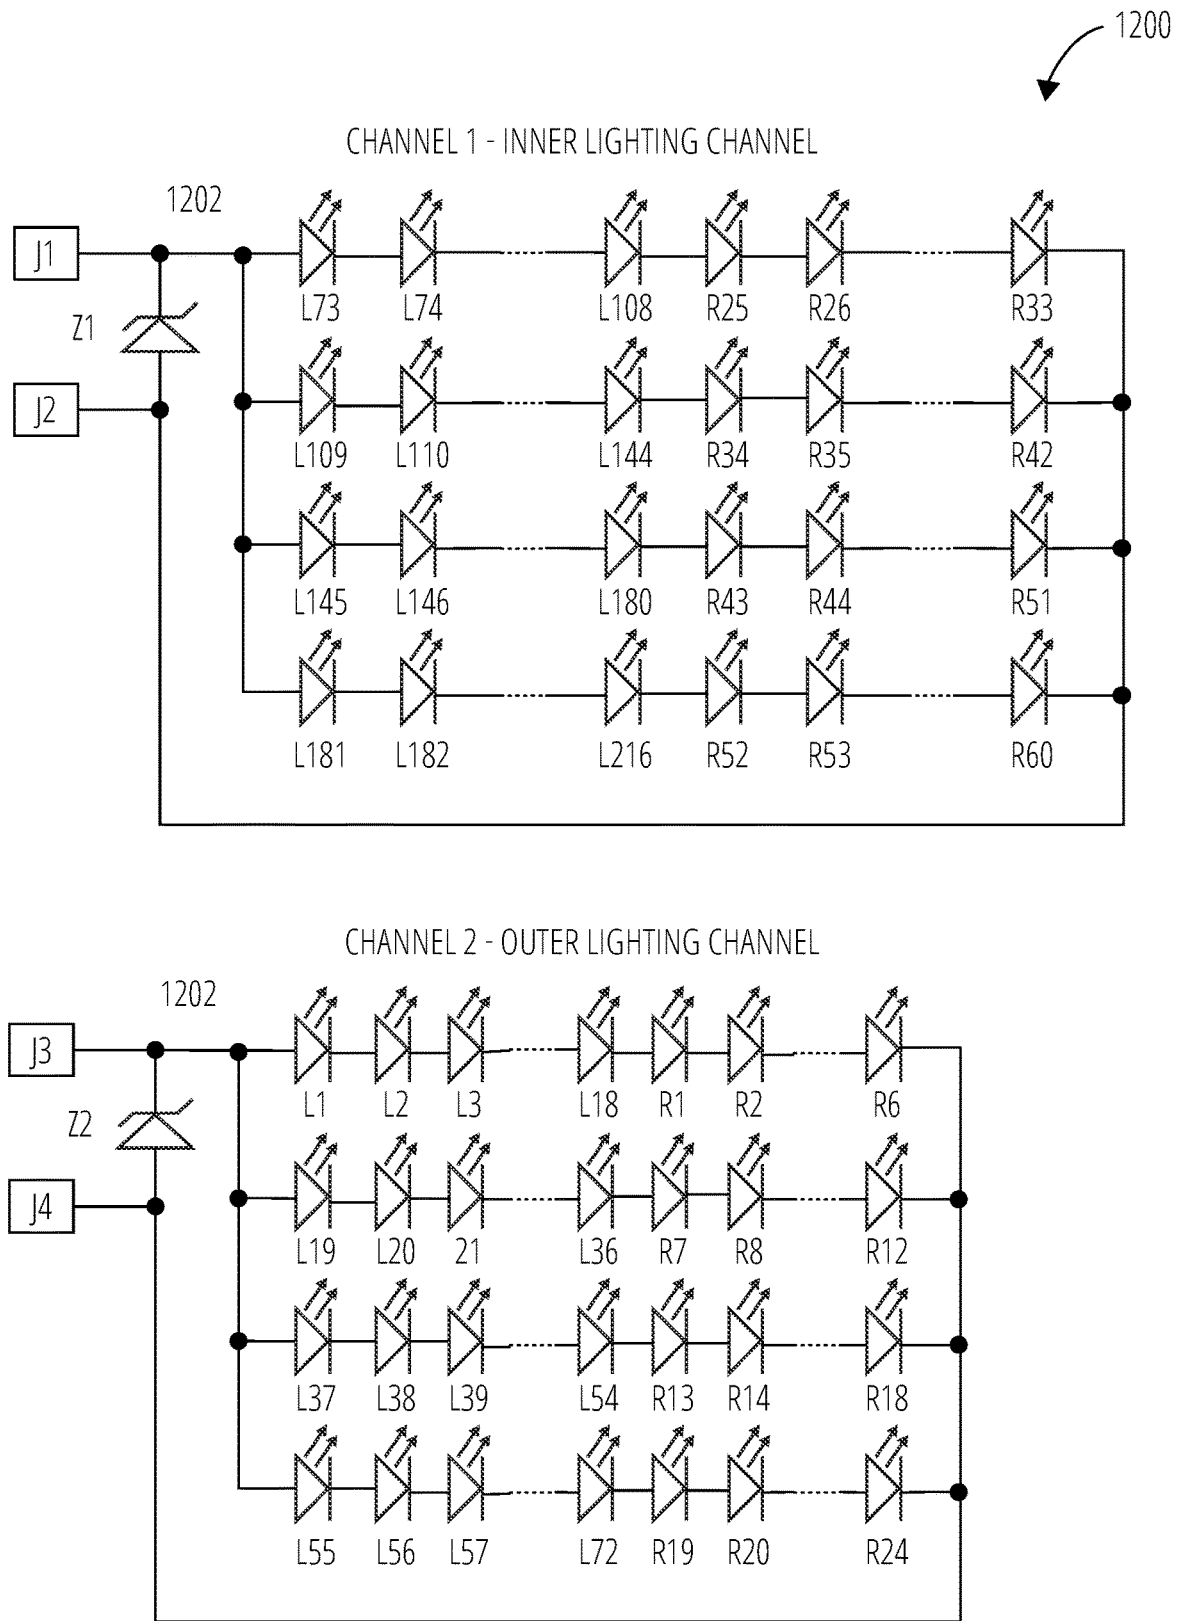 1200
CHANNEL 1 - INNER LIGHTING CHANNEL
1202
J1
L73 L74 L108 R25 R26 R33
Z1
J2
L109 L110 L144 R34 R35 R42
L145 L146 L180 R43 R44 R51
L181 L182 L216 R52 R53 R60
CHANNEL 2 - OUTER LIGHTING CHANNEL
1202
J3
L1 L2 L3 L18 R1 R2 R6
Z2
J4
L19 L20 21 L36 R7 R8 R12
L37 L38 L39 L54 R13 R14 R18
L55 L56 L57 L72 R19 R20 R24